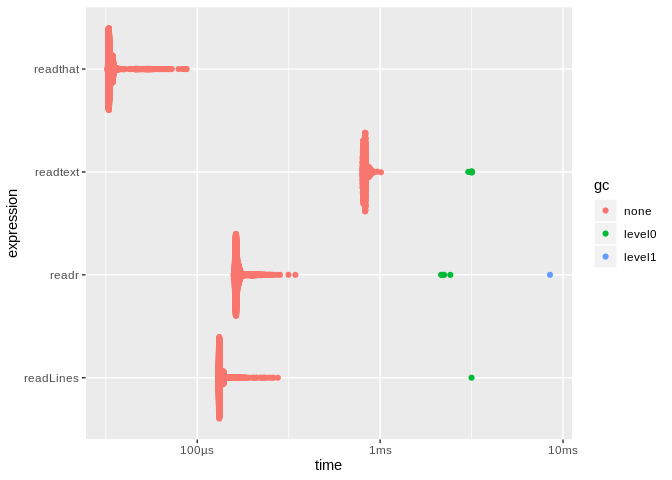 readthat
readtext
readr
readLines
expression
100µs
1ms
10ms
time
gc
none
level0
level1